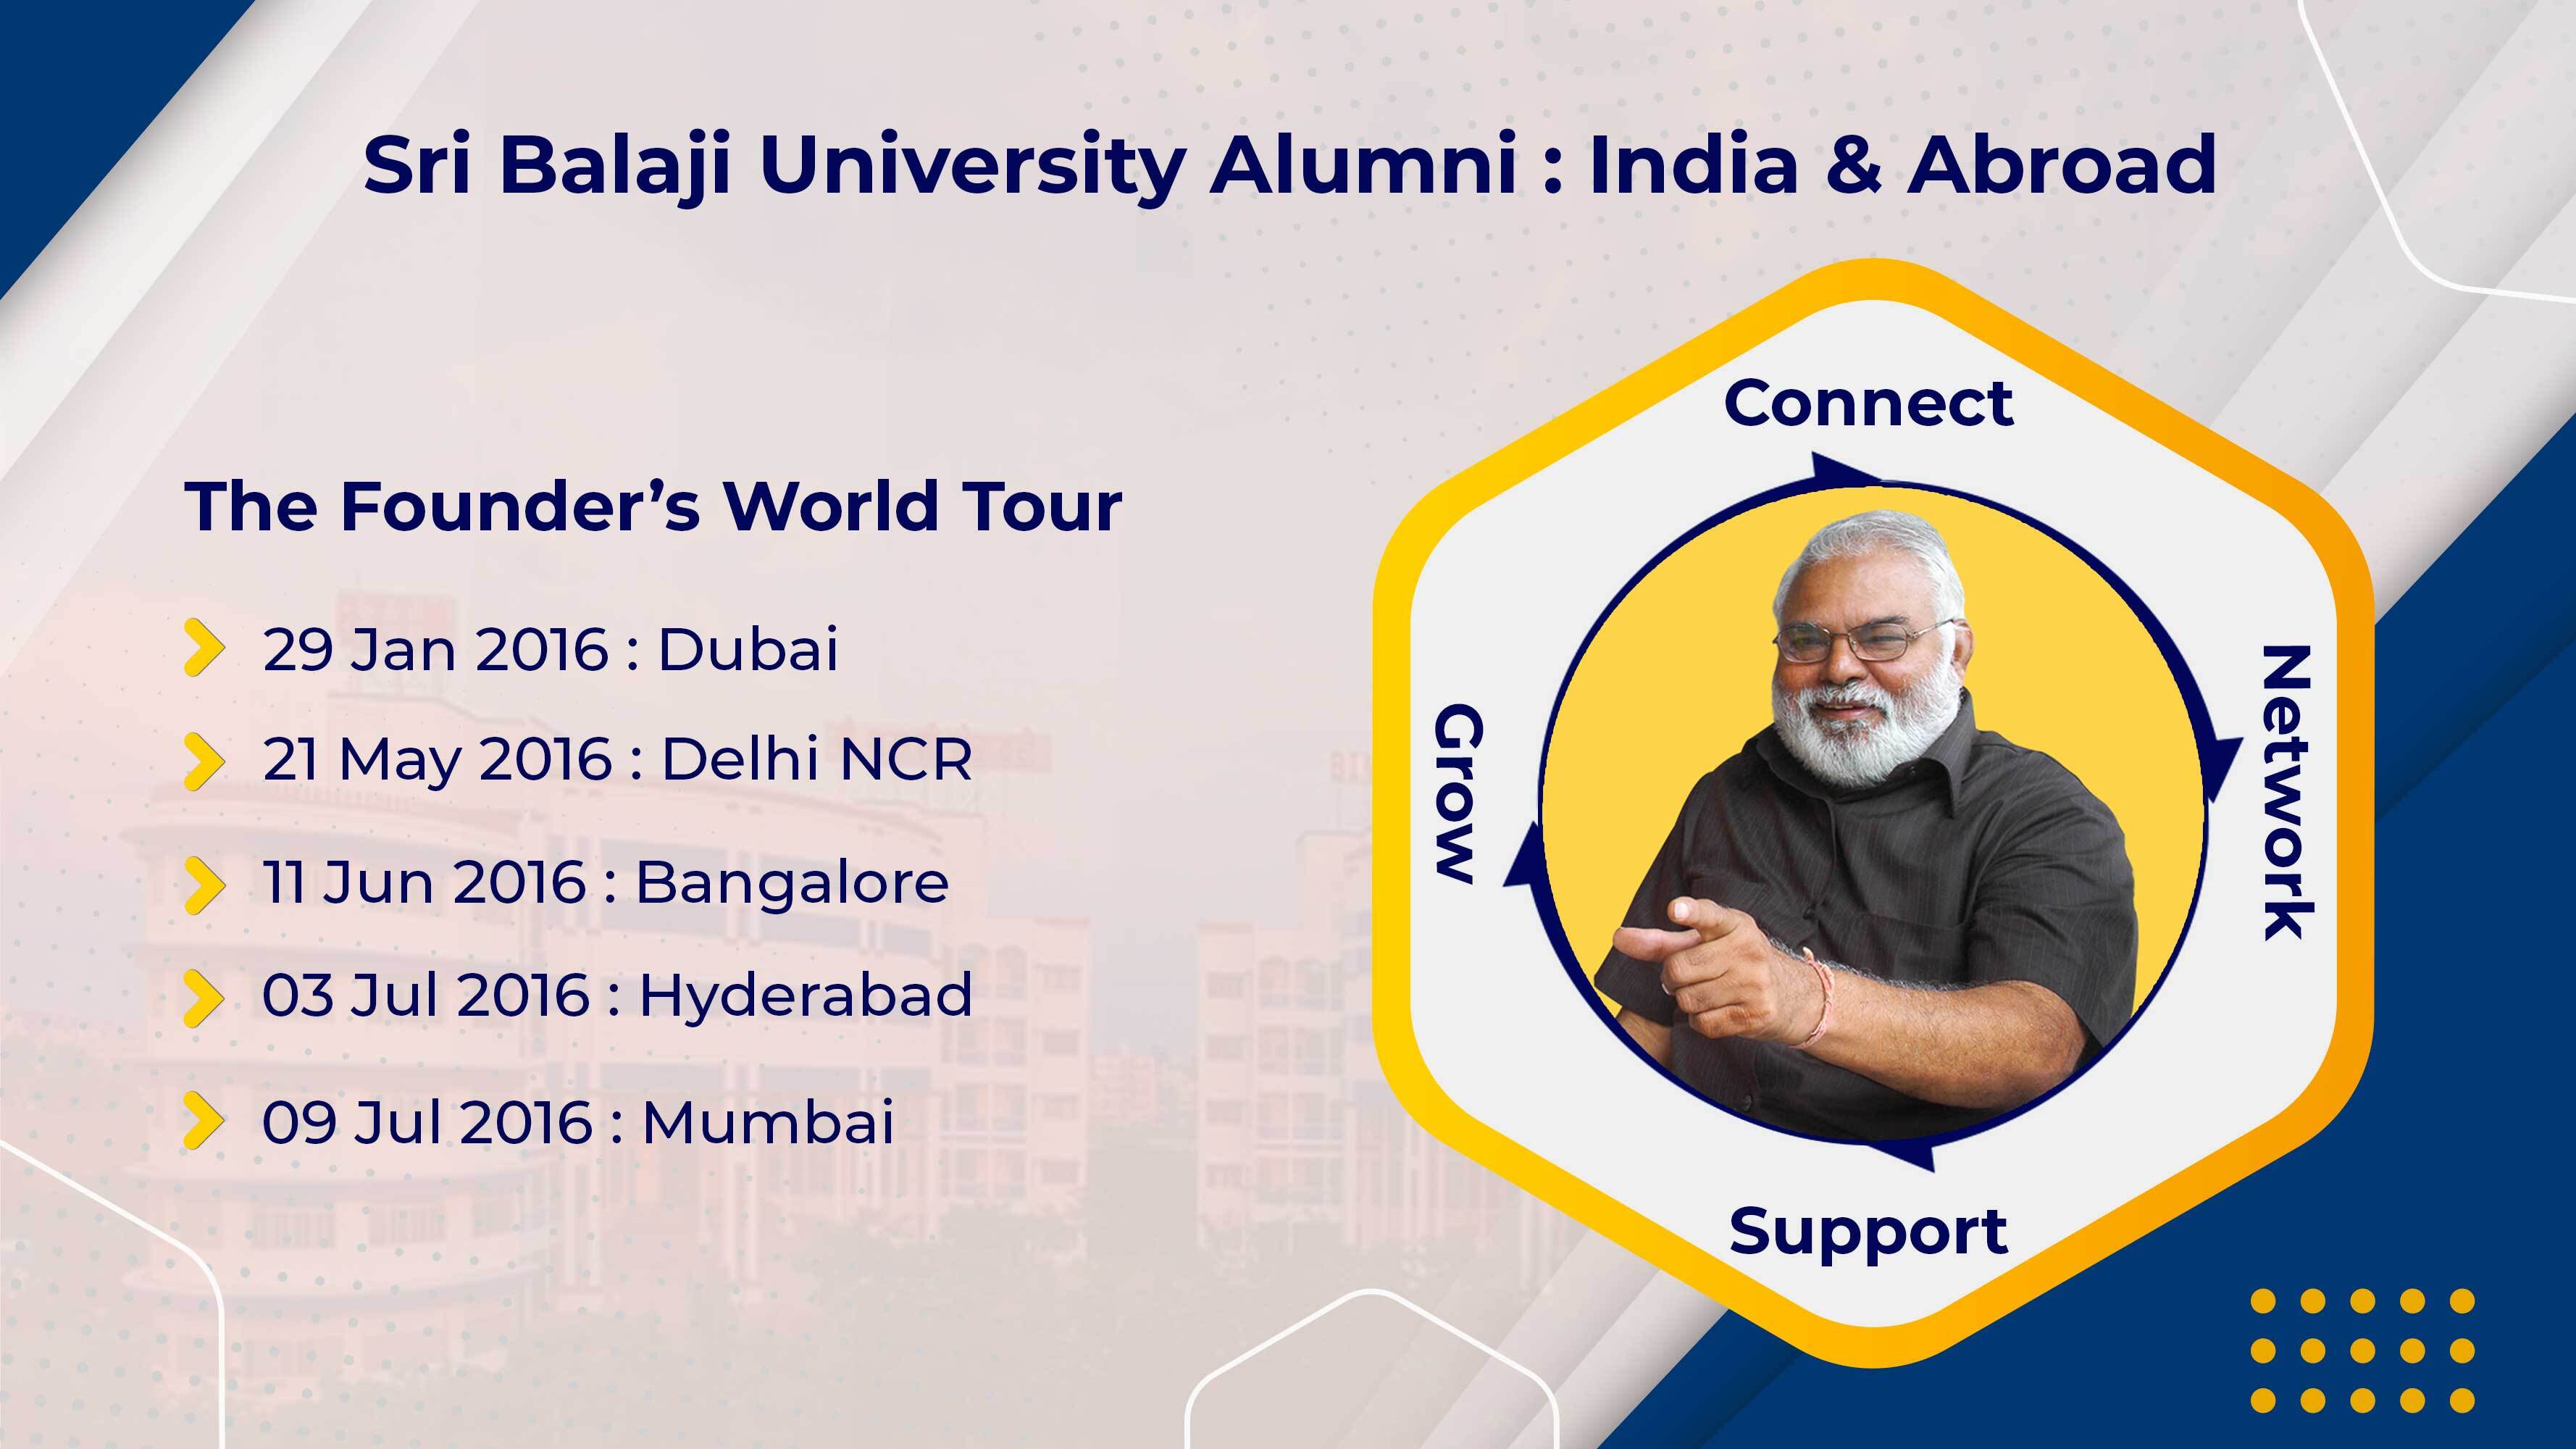 Sri Balaji University Alumni : India & Abroad
The Founder’s World Tour
29 Jan 2016 : Dubai
21 May 2016 : Delhi NCR
11 Jun 2016 : Bangalore
03 Jul 2016 : Hyderabad
09 Jul 2016 : Mumbai
Connect
Network
Support
Grow